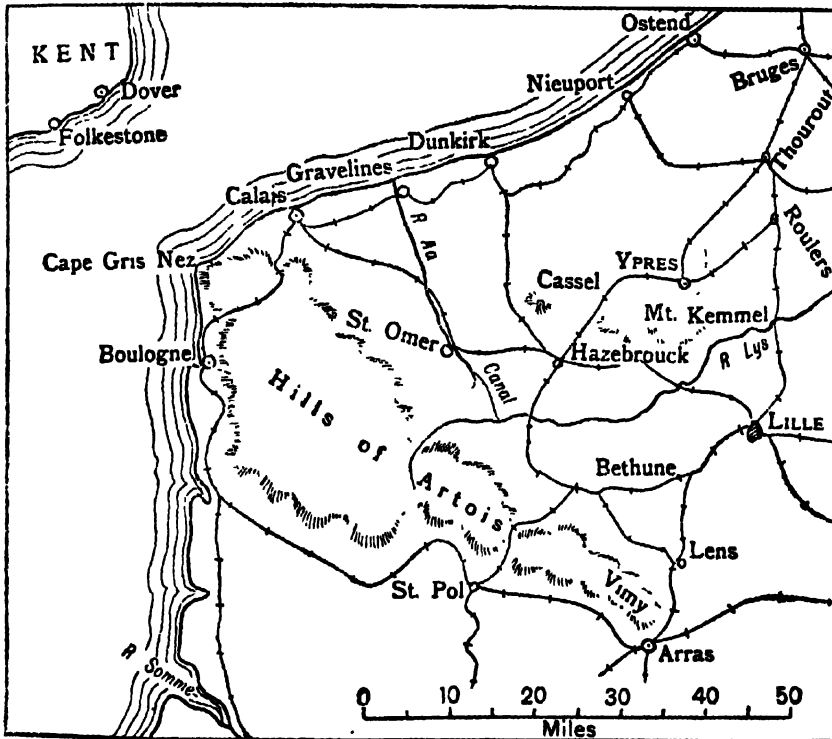 Ostend
KENT
Bruges
Dover
Nieuport
Folkestone
Dunkirk
Thourout
Gravelines
Calais
R Aa
Roulers
Cape Gris Nez
YPRES
Cassel
Mt. Kemmel
St. Omer
Boulogne
Hazebrouck
R Lys
Canal
Hills of Artois
LILLE
Bethune
Lens
St. Pol
Vimy
Arras
R Somme
0 10 20 30 40 50
Miles